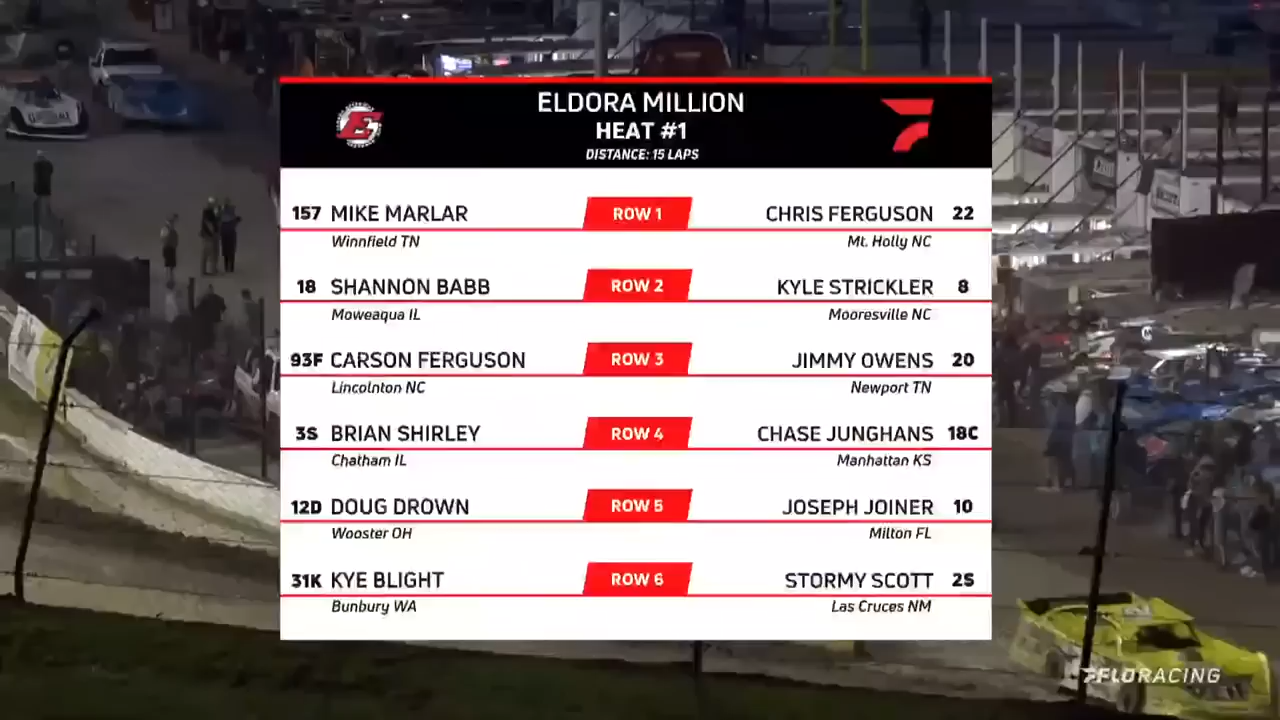 ELDORA MILLION
HEAT #1
DISTANCE: 15 LAPS
157 MIKE MARLAR ROW 1 CHRIS FERGUSON 22
Winnfield TN Mt. Holly NC
18 SHANNON BABB ROW 2 KYLE STRICKLER 8
Moweaqua IL Mooresville NC
93F CARSON FERGUSON ROW 3 JIMMY OWENS 20
Lincolnton NC Newport TN
3S BRIAN SHIRLEY ROW 4 CHASE JUNGHANS 18C
Chatham IL Manhattan KS
12D DOUG DROWN ROW 5 JOSEPH JOINER 10
Wooster OH Milton FL
31K KYE BLIGHT ROW 6 STORMY SCOTT 2S
Bunbury WA Las Cruces NM
FLORACING